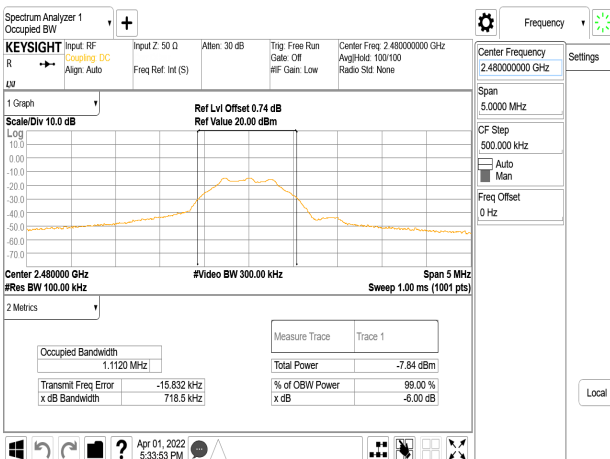 Spectrum Analyzer 1
Occupied BW
Frequency
KEYSIGHT
R
Input: RF
Coupling: DC
Align: Auto
Input Z: 50 Ω
Freq Ref: Int (S)
Atten: 30 dB
Trig: Free Run
Gate: Off
#IF Gain: Low
Center Freq: 2.480000000 GHz
Avg|Hold: 100/100
Radio Std: None
Center Frequency
2.480000000 GHz
Settings
Span
5.0000 MHz
CF Step
500.000 kHz
Auto
Man
Freq Offset
0 Hz
Local
1 Graph
Scale/Div 10.0 dB
Ref Lvl Offset 0.74 dB
Ref Value 20.00 dBm
Log
10.0
0.00
-10.0
-20.0
-30.0
-40.0
-50.0
-60.0
-70.0
Center 2.480000 GHz
#Video BW 300.00 kHz
Span 5 MHz
#Res BW 100.00 kHz
Sweep 1.00 ms (1001 pts)
2 Metrics
Measure Trace
Trace 1
Occupied Bandwidth
1.1120 MHz
Total Power
-7.84 dBm
Transmit Freq Error
-15.832 kHz
% of OBW Power
99.00 %
x dB Bandwidth
718.5 kHz
x dB
-6.00 dB
?
Apr 01, 2022
5:33:53 PM